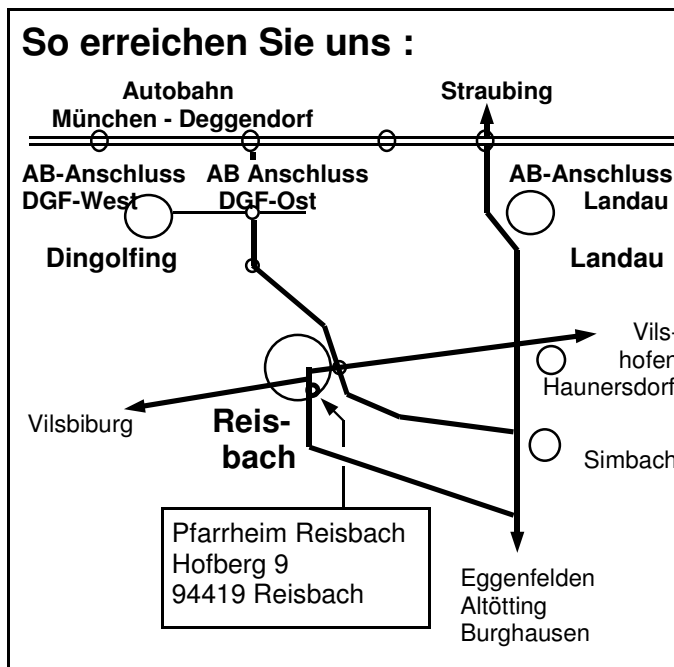 So erreichen Sie uns :
Autobahn
München - Deggendorf
Straubing
AB-Anschluss
DGF-West
AB Anschluss
DGF-Ost
AB-Anschluss
Landau
Dingolfing
Landau
Vils-
hofen
Haunersdorf
Vilsbiburg
Reis-
bach
Simbach
Pfarrheim Reisbach
Hofberg 9
94419 Reisbach
Eggenfelden
Altötting
Burghausen